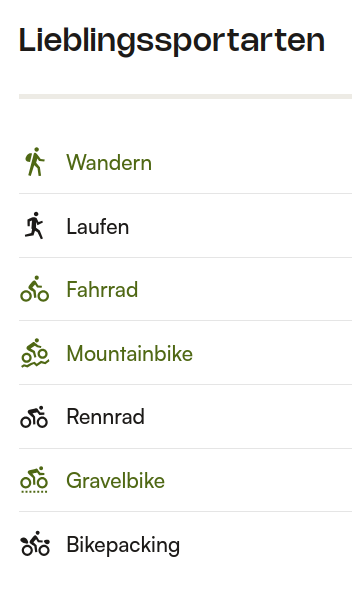 Lieblingssportarten
Wandern
Laufen
Fahrrad
Mountainbike
Rennrad
Gravelbike
Bikepacking